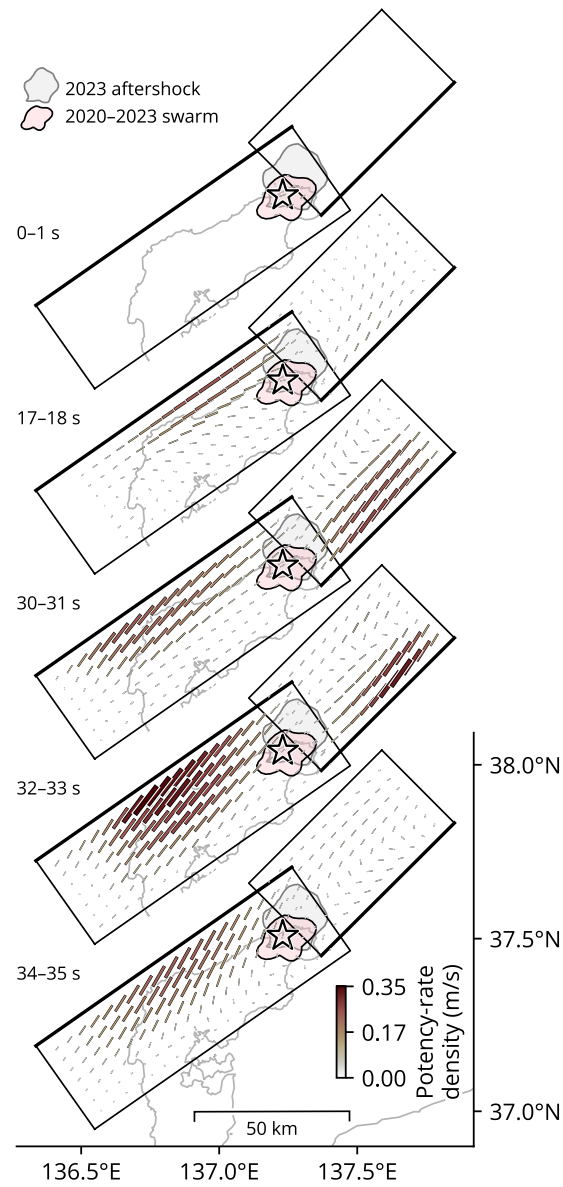 2023 aftershock
2020–2023 swarm
0–1 s
17–18 s
30–31 s
32–33 s
34–35 s
38.0°N
37.5°N
37.0°N
0.35
0.17
0.00
Potency-rate
density (m/s)
50 km
136.5°E 137.0°E 137.5°E